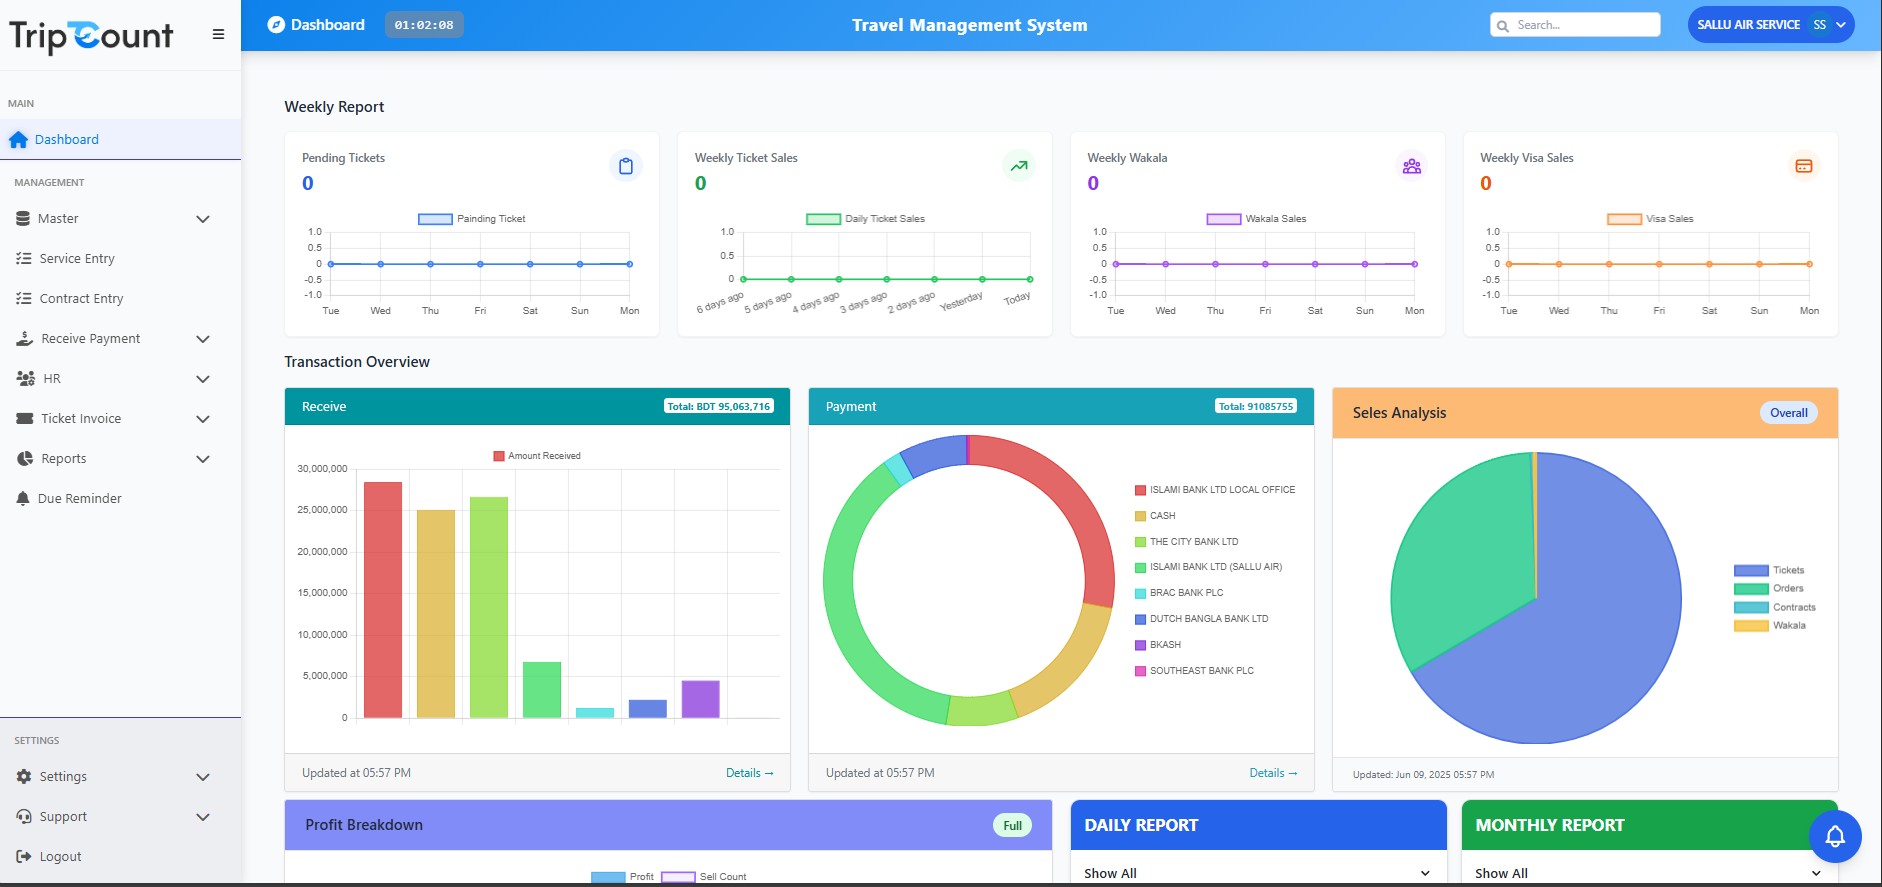 TripCount
Dashboard
01:02:08
Travel Management System
Search...
SALLU AIR SERVICE
SS
MAIN
Dashboard
MANAGEMENT
Master
Service Entry
Contract Entry
Receive Payment
HR
Ticket Invoice
Reports
Due Reminder
SETTINGS
Settings
Support
Logout
Weekly Report
Pending Tickets
0
Painding Ticket
1.0
0.5
0
-0.5
-1.0
Tue Wed Thu Fri Sat Sun Mon
Weekly Ticket Sales
0
Daily Ticket Sales
1.0
0.5
0
6 days ago 5 days ago 4 days ago 3 days ago 2 days ago Yesterday Today
Weekly Wakala
0
Wakala Sales
1.0
0.5
0
-0.5
-1.0
Tue Wed Thu Fri Sat Sun Mon
Weekly Visa Sales
0
Visa Sales
1.0
0.5
0
-0.5
-1.0
Tue Wed Thu Fri Sat Sun Mon
Transaction Overview
Receive
Total: BDT 95,063,716
Amount Received
30,000,000
25,000,000
20,000,000
15,000,000
10,000,000
5,000,000
0
Updated at 05:57 PM
Details →
Payment
Total: 91085755
ISLAMI BANK LTD LOCAL OFFICE
CASH
THE CITY BANK LTD
ISLAMI BANK LTD (SALLU AIR)
BRAC BANK PLC
DUTCH BANGLA BANK LTD
BKASH
SOUTHEAST BANK PLC
Updated at 05:57 PM
Details →
Seles Analysis
Overall
Tickets
Orders
Contracts
Wakala
Updated: Jun 09, 2025 05:57 PM
Profit Breakdown
Full
Profit
Sell Count
DAILY REPORT
Show All
MONTHLY REPORT
Show All